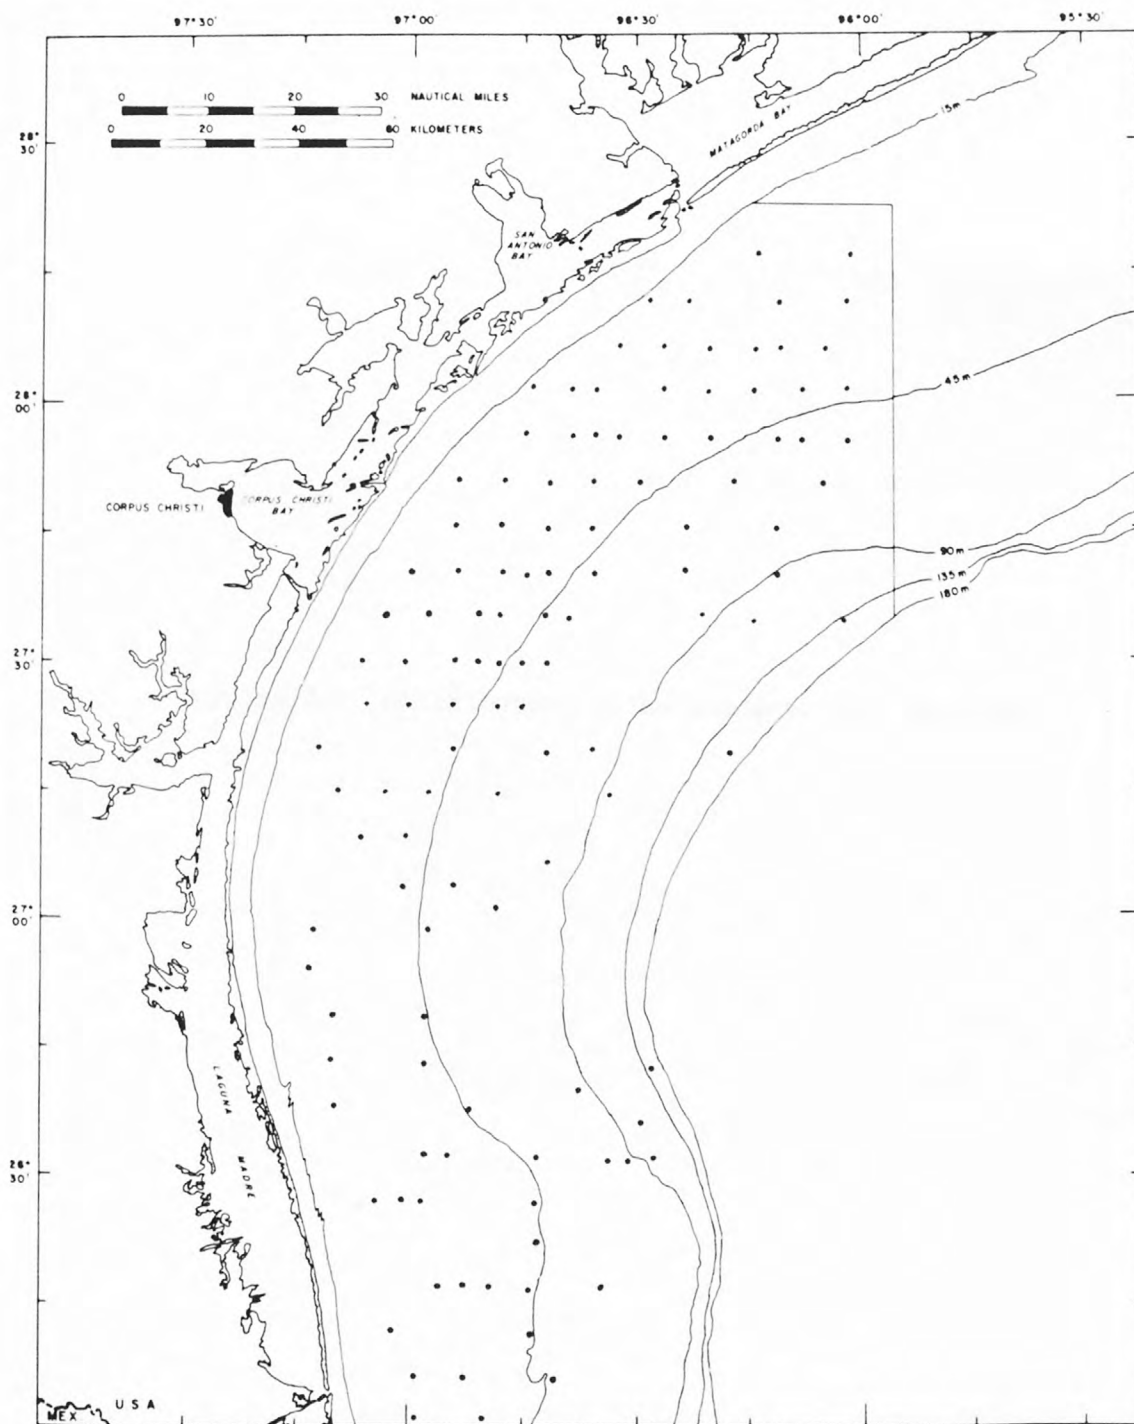 97°30' 97°00' 96°30' 96°00' 95°30'
0 10 20 30 NAUTICAL MILES
0 20 40 60 KILOMETERS
28°
30'
15m
MATAGORDA BAY
SAN
ANTONIO
BAY
28°
00'
45m
CORPUS CHRISTI
CORPUS CHRISTI
BAY
90m
135m
180m
27°
30'
27°
00'
LAGUNA
MADRE
26°
30'
USA
MEX.